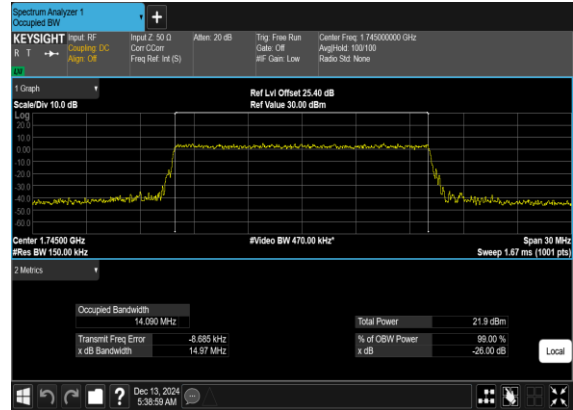 Spectrum Analyzer 1
Occupied BW
+
KEYSIGHT Input: RF Input Z: 50 Ω Atten: 20 dB Trig: Free Run Center Freq: 1.745000000 GHz
R T Coupling: DC Corr CCorr Gate: Off Avg|Hold: 100/100
Align: Off Freq Ref: Int (S) #IF Gain: Low Radio Std: None
1 Graph
Ref Lvl Offset 25.40 dB
Scale/Div 10.0 dB Ref Value 30.00 dBm
Log
20.0
10.0
0.00
-10.0
-20.0
-30.0
-40.0
-50.0
-60.0
Center 1.74500 GHz #Video BW 470.00 kHz* Span 30 MHz
#Res BW 150.00 kHz Sweep 1.67 ms (1001 pts)
2 Metrics
Occupied Bandwidth
14.090 MHz Total Power 21.9 dBm
Transmit Freq Error -8.685 kHz % of OBW Power 99.00 %
x dB Bandwidth 14.97 MHz x dB -26.00 dB
Local
? Dec 13, 2024
5:38:59 AM